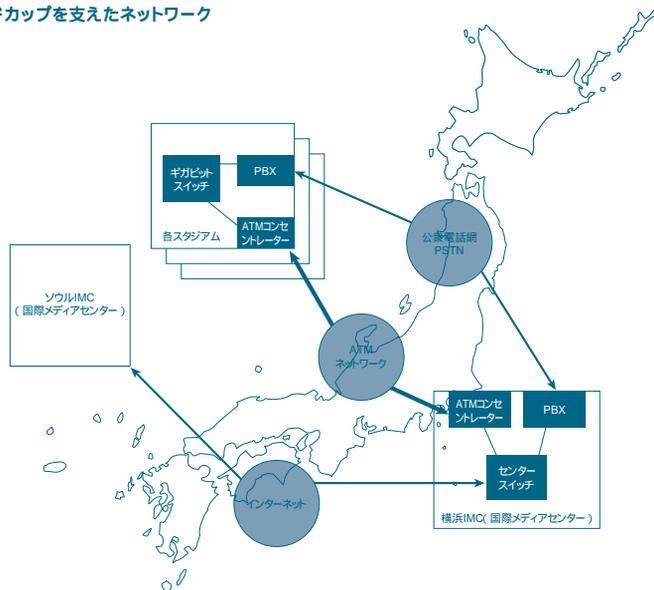 カップを支えたネットワーク
ギガビット
スイッチ
PBX
各スタジアム
ATMコンセ
ントレーター
公衆電話網
PSTN
ソウルIMC
(国際メディアセンター)
ATM
ネットワーク
ATMコンセ
ントレーター
PBX
センター
スイッチ
インターネット
横浜IMC(国際メディアセンター)